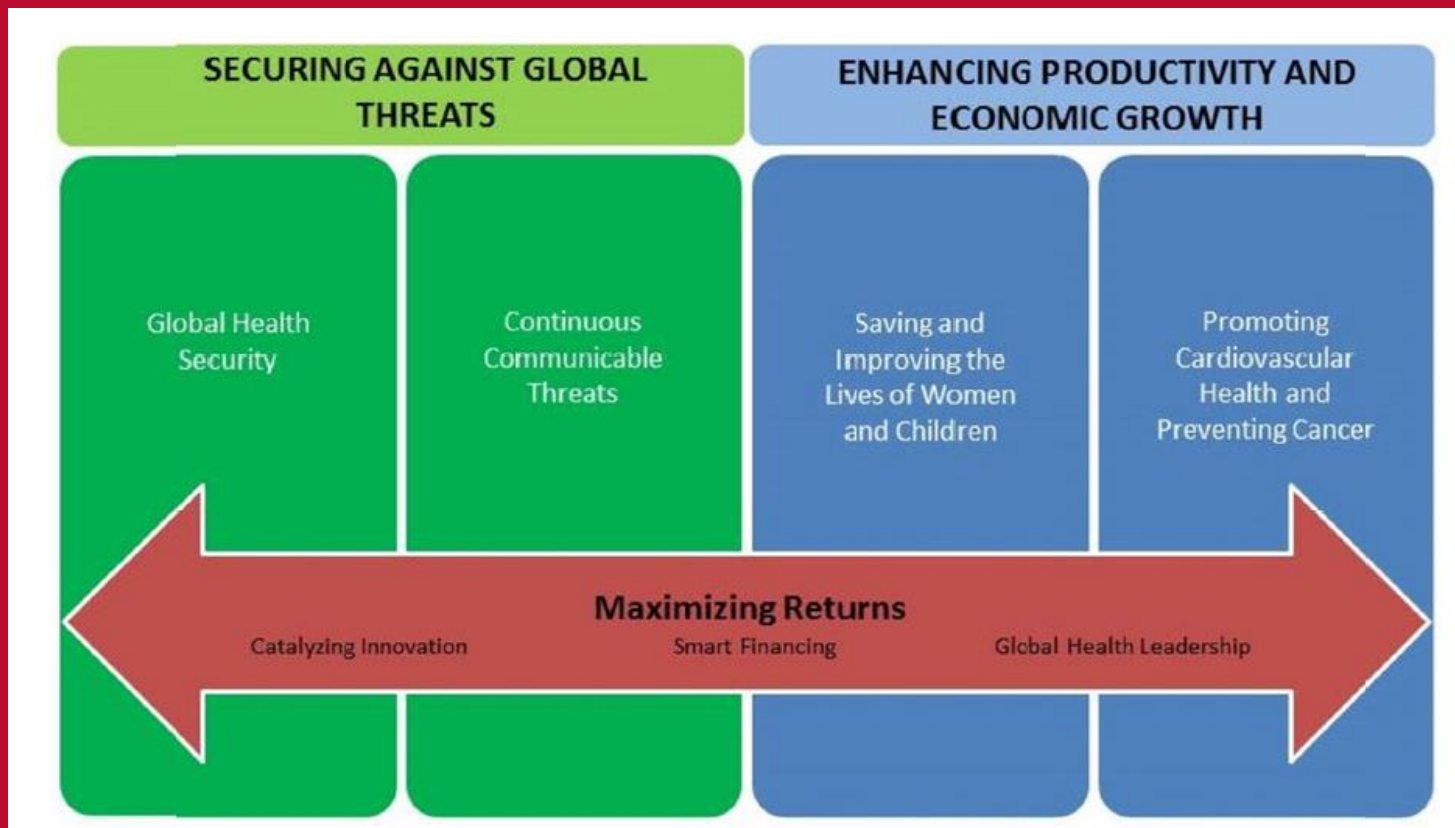 SECURING AGAINST GLOBAL
THREATS
ENHANCING PRODUCTIVITY AND
ECONOMIC GROWTH
Global Health
Security
Continuous
Communicable
Threats
Saving and
Improving the
Lives of Women
and Children
Promoting
Cardiovascular
Health and
Preventing Cancer
Maximizing Returns
Catalyzing Innovation
Smart Financing
Global Health Leadership